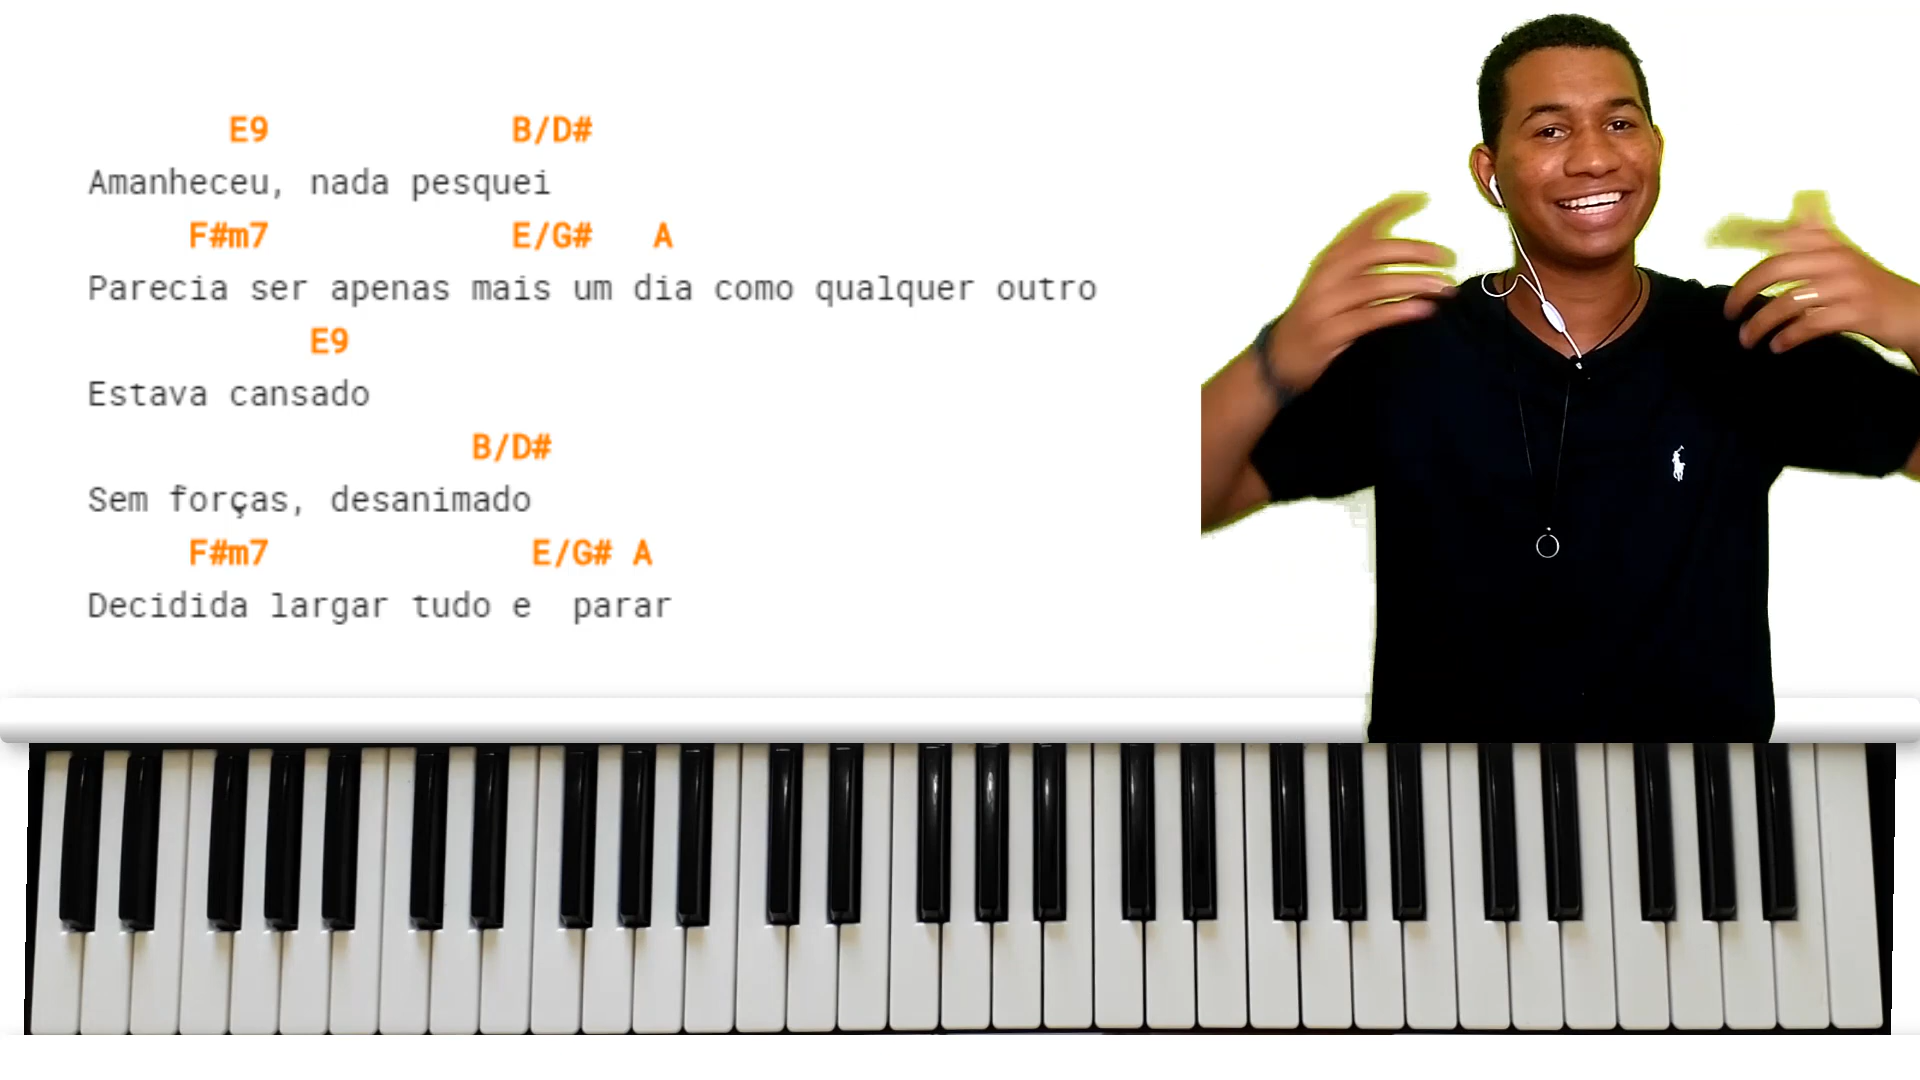 E9 B/D#
Amanheceu, nada pesquei
F#m7 E/G# A
Parecia ser apenas mais um dia como qualquer outro
E9
Estava cansado
B/D#
Sem forças, desanimado
F#m7 E/G# A
Decidida largar tudo e parar